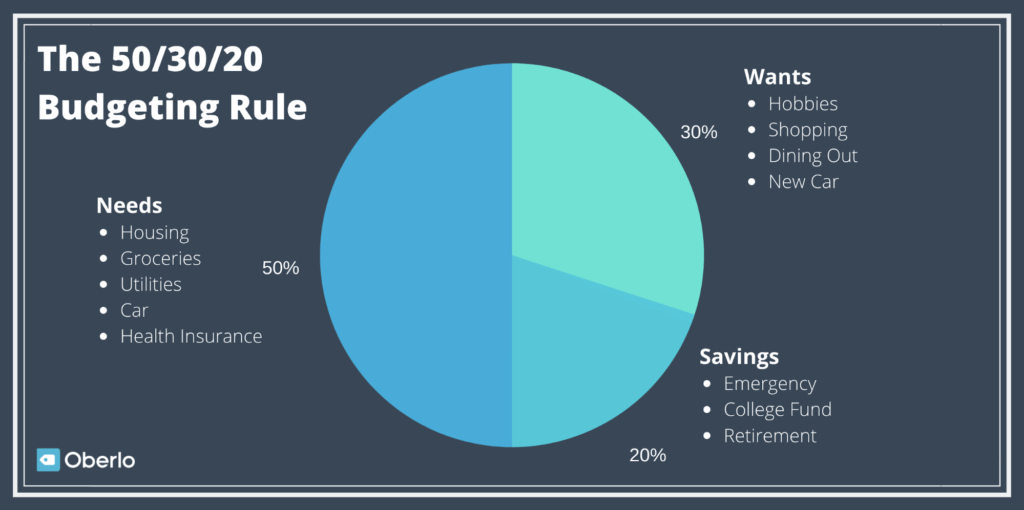 The 50/30/20
Budgeting Rule
Needs
Housing
Groceries
Utilities
Car
Health Insurance
50%
30%
Wants
Hobbies
Shopping
Dining Out
New Car
Savings
Emergency
College Fund
Retirement
20%
Oberlo